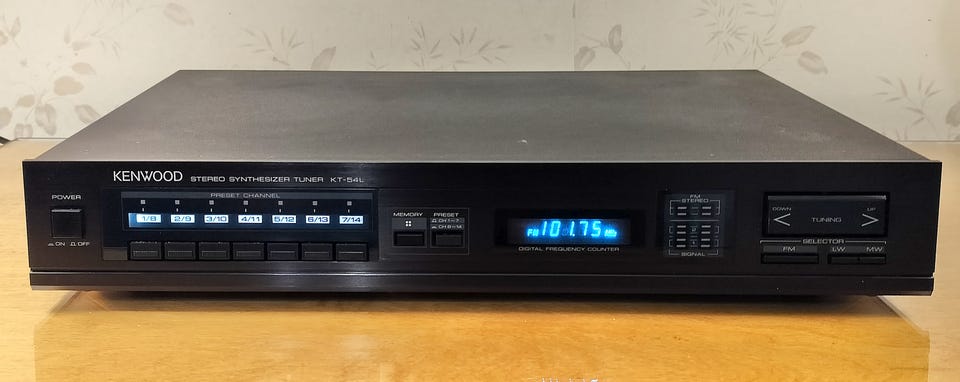 KENWOOD STEREO SYNTHESIZER TUNER KT-54L
POWER
ON OFF
PRESET CHANNEL
1/8 2/9 3/10 4/11 5/12 6/13 7/14
MEMORY
PRESET
CH 1~7
CH 8~14
FM 101.75 MHz
DIGITAL FREQUENCY COUNTER
FM
STEREO
SIGNAL
DOWN UP
TUNING
SELECTOR
FM LW MW